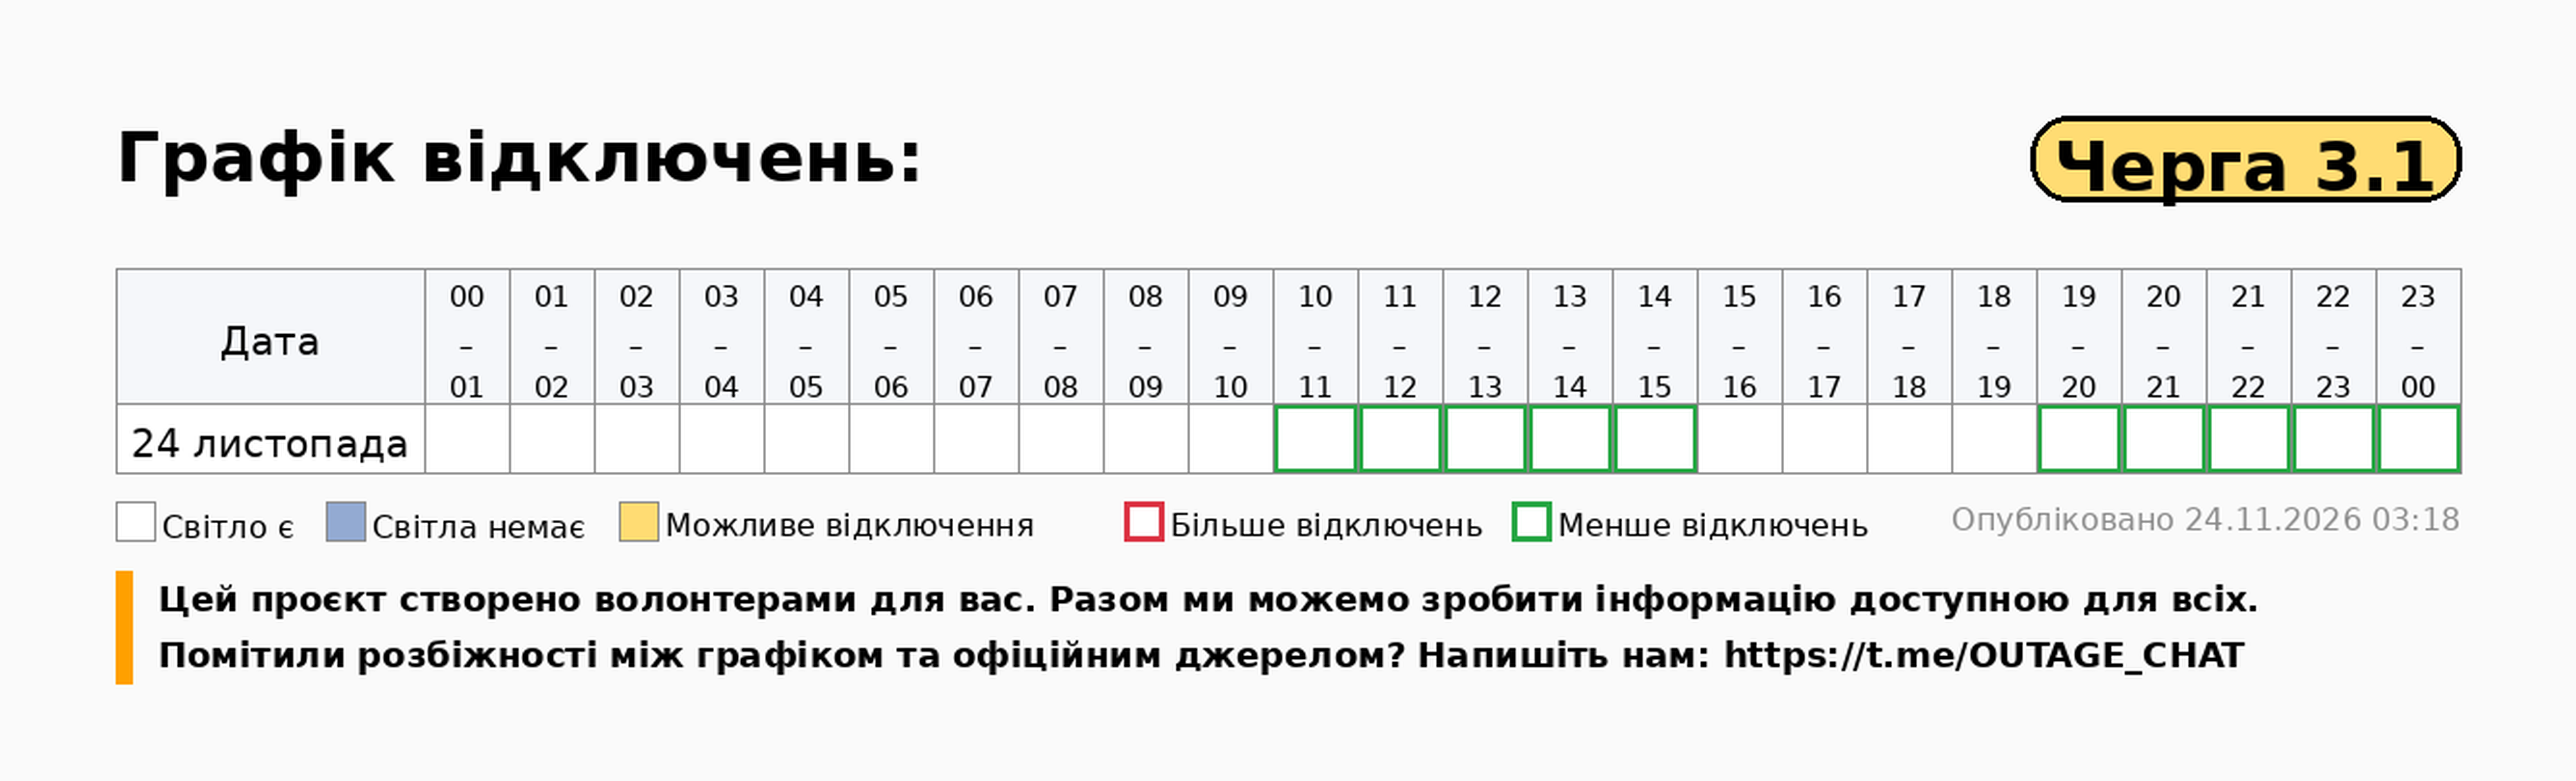 Графік відключень:
Черга 3.1
Дата 00 – 01 01 – 02 02 – 03 03 – 04 04 – 05 05 – 06 06 – 07 07 – 08 08 – 09 09 – 10 10 – 11 11 – 12 12 – 13 13 – 14 14 – 15 15 – 16 16 – 17 17 – 18 18 – 19 19 – 20 20 – 21 21 – 22 22 – 23 23 – 00
24 листопада
Світло є Світла немає Можливе відключення Більше відключень Менше відключень Опубліковано 24.11.2026 03:18
Цей проєкт створено волонтерами для вас. Разом ми можемо зробити інформацію доступною для всіх.
Помітили розбіжності між графіком та офіційним джерелом? Напишіть нам: https://t.me/OUTAGE_CHAT